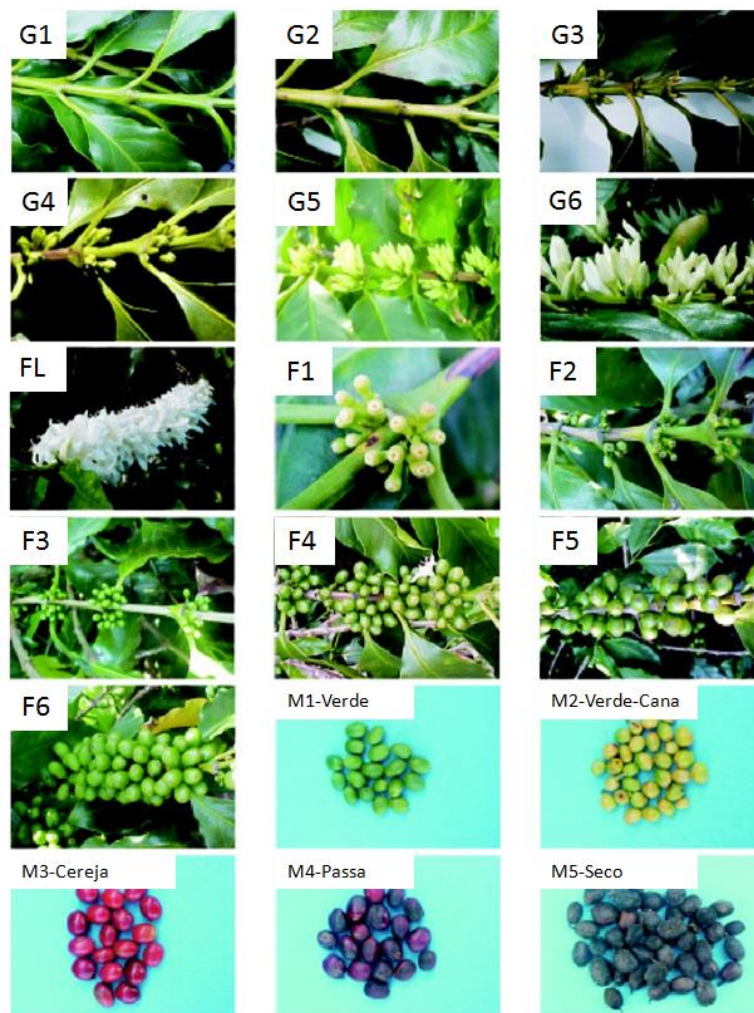 G1
G2
G3
G4
G5
G6
FL
F1
F2
F3
F4
F5
F6
M1-Verde
M2-Verde-Cana
M3-Cereja
M4-Passa
M5-Seco